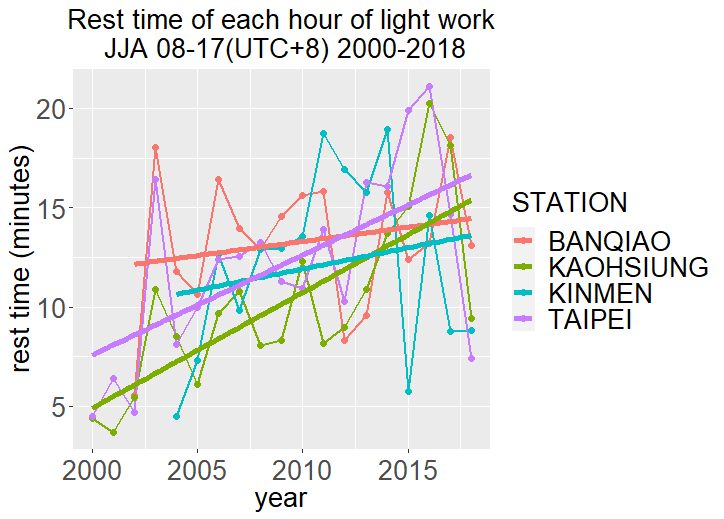 Rest time of each hour of light work
JJA 08-17(UTC+8) 2000-2018
rest time (minutes)
20
15
10
5
2000 2005 2010 2015
year
STATION
BANQIAO
KAOHSIUNG
KINMEN
TAIPEI